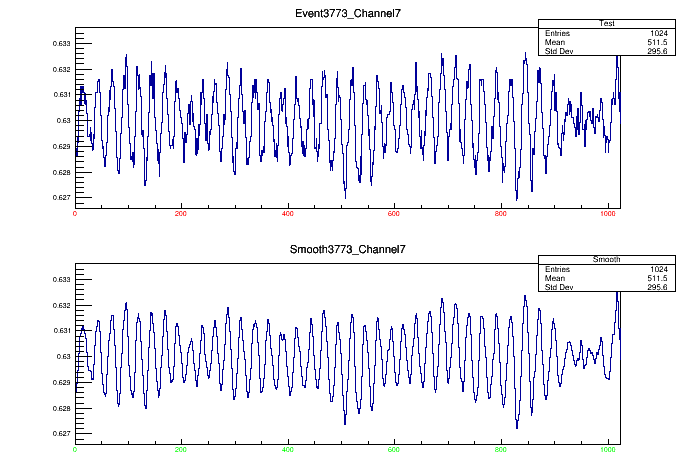 Event3773_Channel7
Test
Entries 1024
Mean 511.5
Std Dev 295.6
0.633
0.632
0.631
0.63
0.629
0.628
0.627
0 200 400 600 800 1000
Smooth3773_Channel7
Smooth
Entries 1024
Mean 511.5
Std Dev 295.6
0.633
0.632
0.631
0.63
0.629
0.628
0.627
0 200 400 600 800 1000